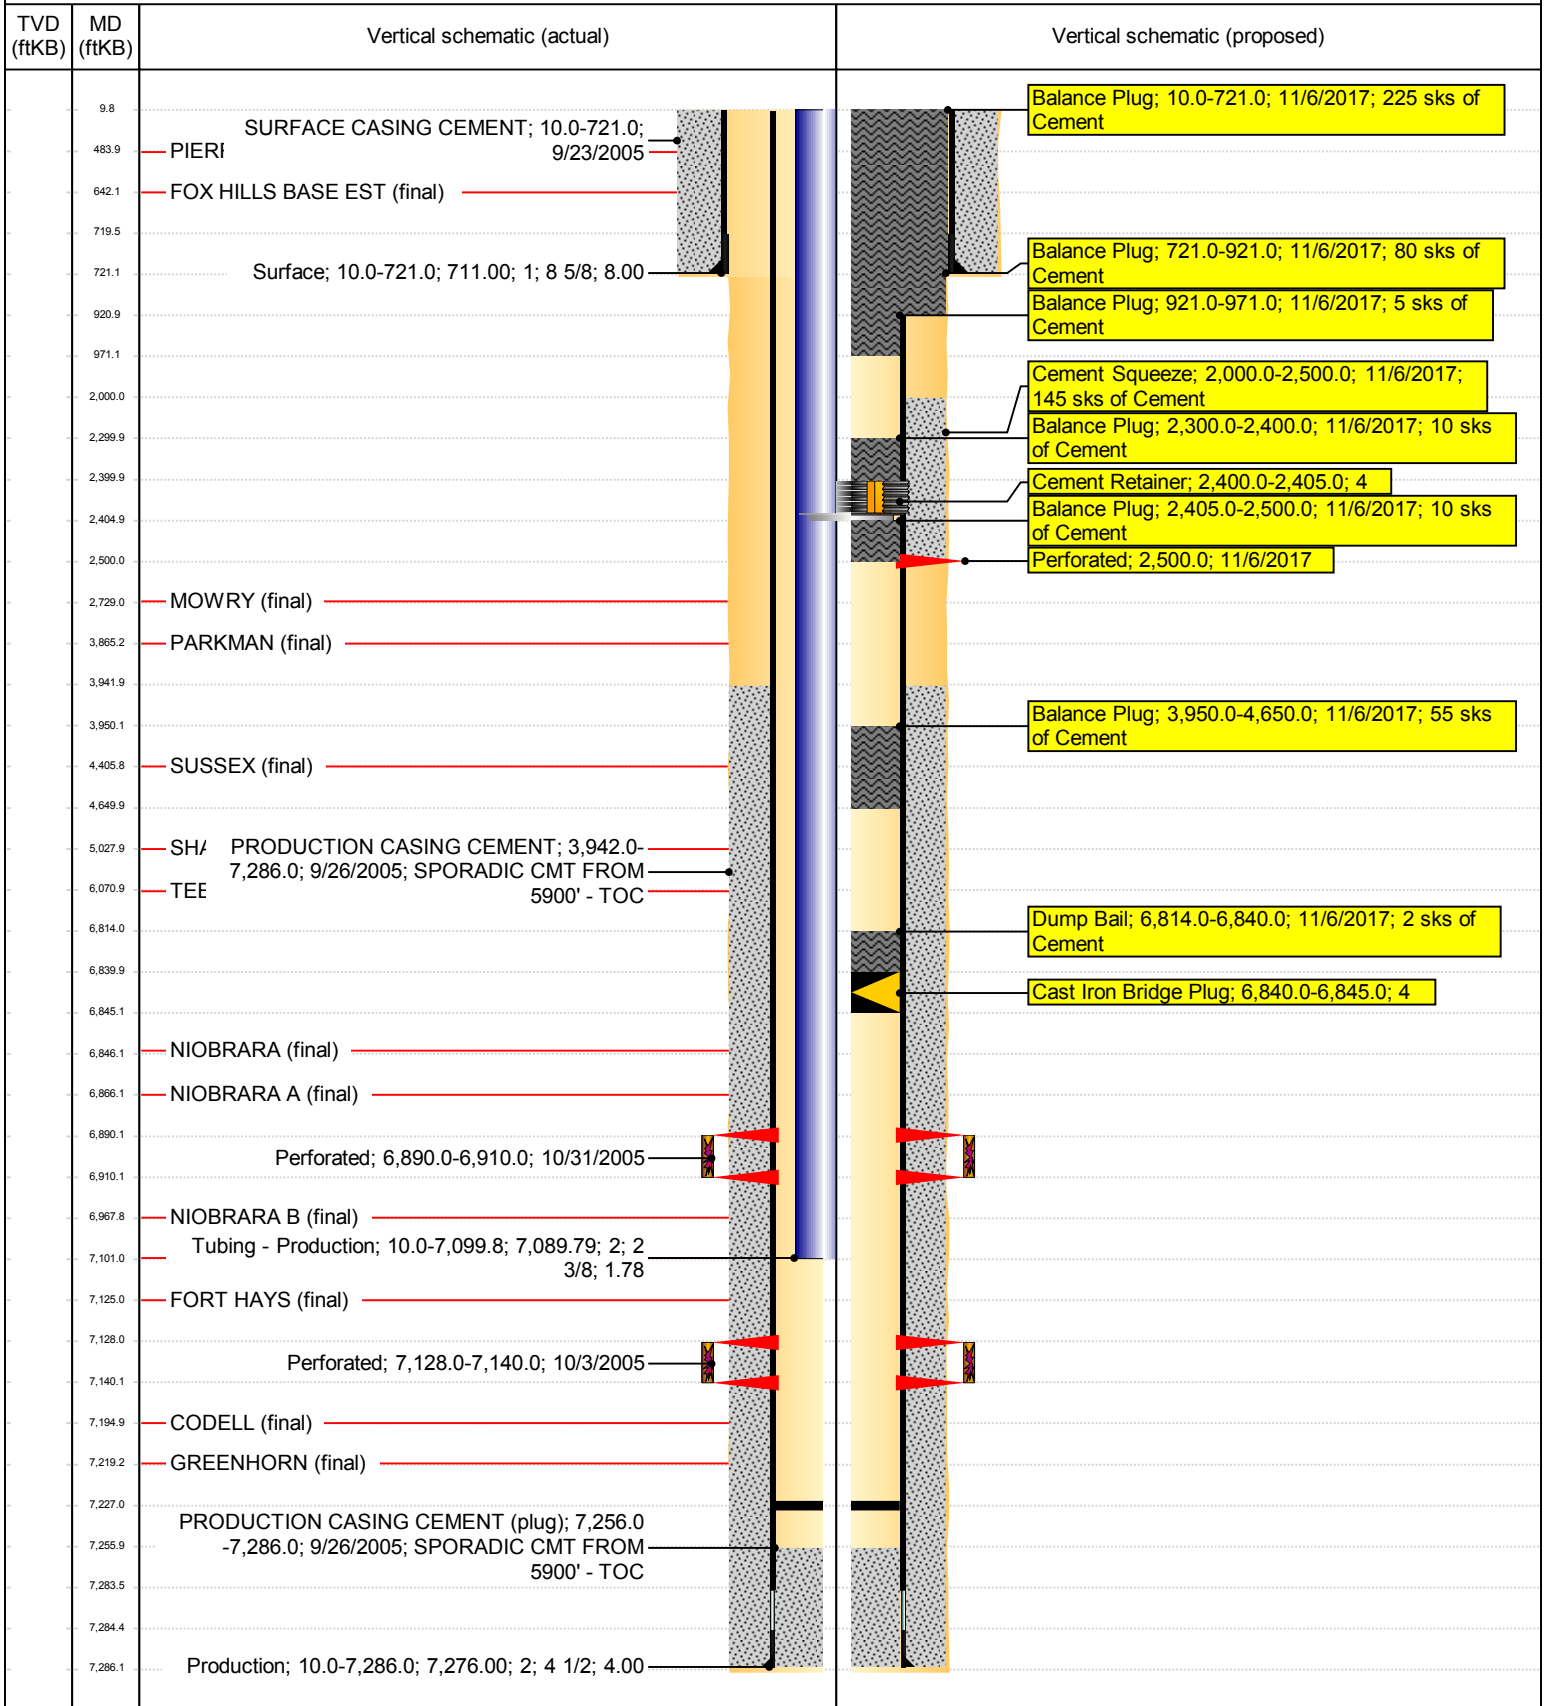 TVD
(ftKB)
MD
(ftKB)
Vertical schematic (actual)
Vertical schematic (proposed)
9.8
483.9
642.1
719.5
721.1
920.9
971.1
2,000.0
2,299.9
2,399.9
2,404.9
2,500.0
2,729.0
3,865.2
3,941.9
3,950.1
4,405.8
4,649.9
5,027.9
6,070.9
6,814.0
6,839.9
6,845.1
6,846.1
6,866.1
6,890.1
6,910.1
6,967.8
7,101.0
7,125.0
7,128.0
7,140.1
7,194.9
7,219.2
7,227.0
7,255.9
7,283.5
7,284.4
7,286.1
SURFACE CASING CEMENT; 10.0-721.0;
9/23/2005
PIER
FOX HILLS BASE EST (final)
Surface; 10.0-721.0; 711.00; 1; 8 5/8; 8.00
MOWRY (final)
PARKMAN (final)
SUSSEX (final)
SHA
PRODUCTION CASING CEMENT; 3,942.0-
7,286.0; 9/26/2005; SPORADIC CMT FROM
5900' - TOC
TEE
NIOBRARA (final)
NIOBRARA A (final)
Perforated; 6,890.0-6,910.0; 10/31/2005
NIOBRARA B (final)
Tubing - Production; 10.0-7,099.8; 7,089.79; 2; 2
3/8; 1.78
FORT HAYS (final)
Perforated; 7,128.0-7,140.0; 10/3/2005
CODELL (final)
GREENHORN (final)
PRODUCTION CASING CEMENT (plug); 7,256.0
-7,286.0; 9/26/2005; SPORADIC CMT FROM
5900' - TOC
Production; 10.0-7,286.0; 7,276.00; 2; 4 1/2; 4.00
Balance Plug; 10.0-721.0; 11/6/2017; 225 sks of
Cement
Balance Plug; 721.0-921.0; 11/6/2017; 80 sks of
Cement
Balance Plug; 921.0-971.0; 11/6/2017; 5 sks of
Cement
Cement Squeeze; 2,000.0-2,500.0; 11/6/2017;
145 sks of Cement
Balance Plug; 2,300.0-2,400.0; 11/6/2017; 10 sks
of Cement
Cement Retainer; 2,400.0-2,405.0; 4
Balance Plug; 2,405.0-2,500.0; 11/6/2017; 10 sks
of Cement
Perforated; 2,500.0; 11/6/2017
Balance Plug; 3,950.0-4,650.0; 11/6/2017; 55 sks
of Cement
Dump Bail; 6,814.0-6,840.0; 11/6/2017; 2 sks of
Cement
Cast Iron Bridge Plug; 6,840.0-6,845.0; 4